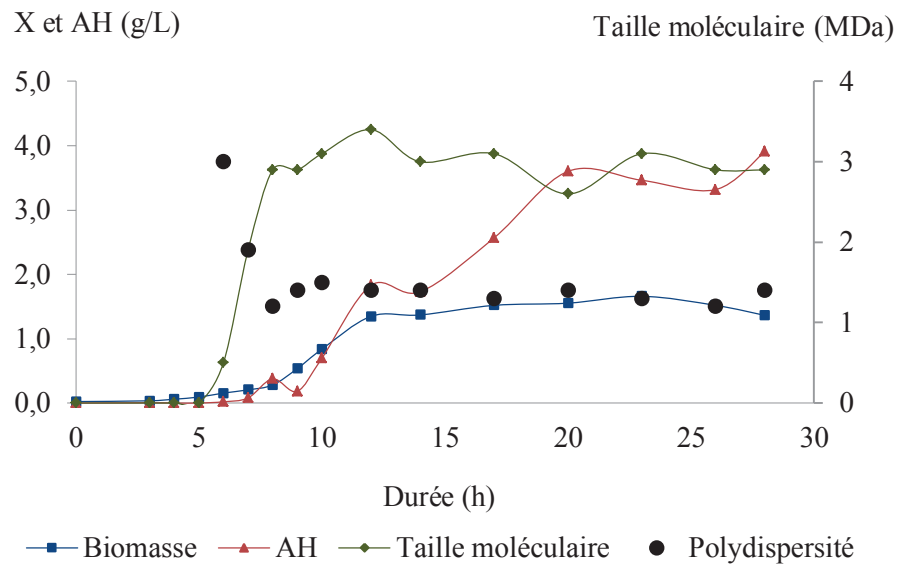 X et AH (g/L)
Taille moléculaire (MDa)
5,0
4
4,0
3
3,0
2
2,0
1
1,0
0,0
0
0
5
10
15
20
25
30
Durée (h)
Biomasse
AH
Taille moléculaire
Polydispersité